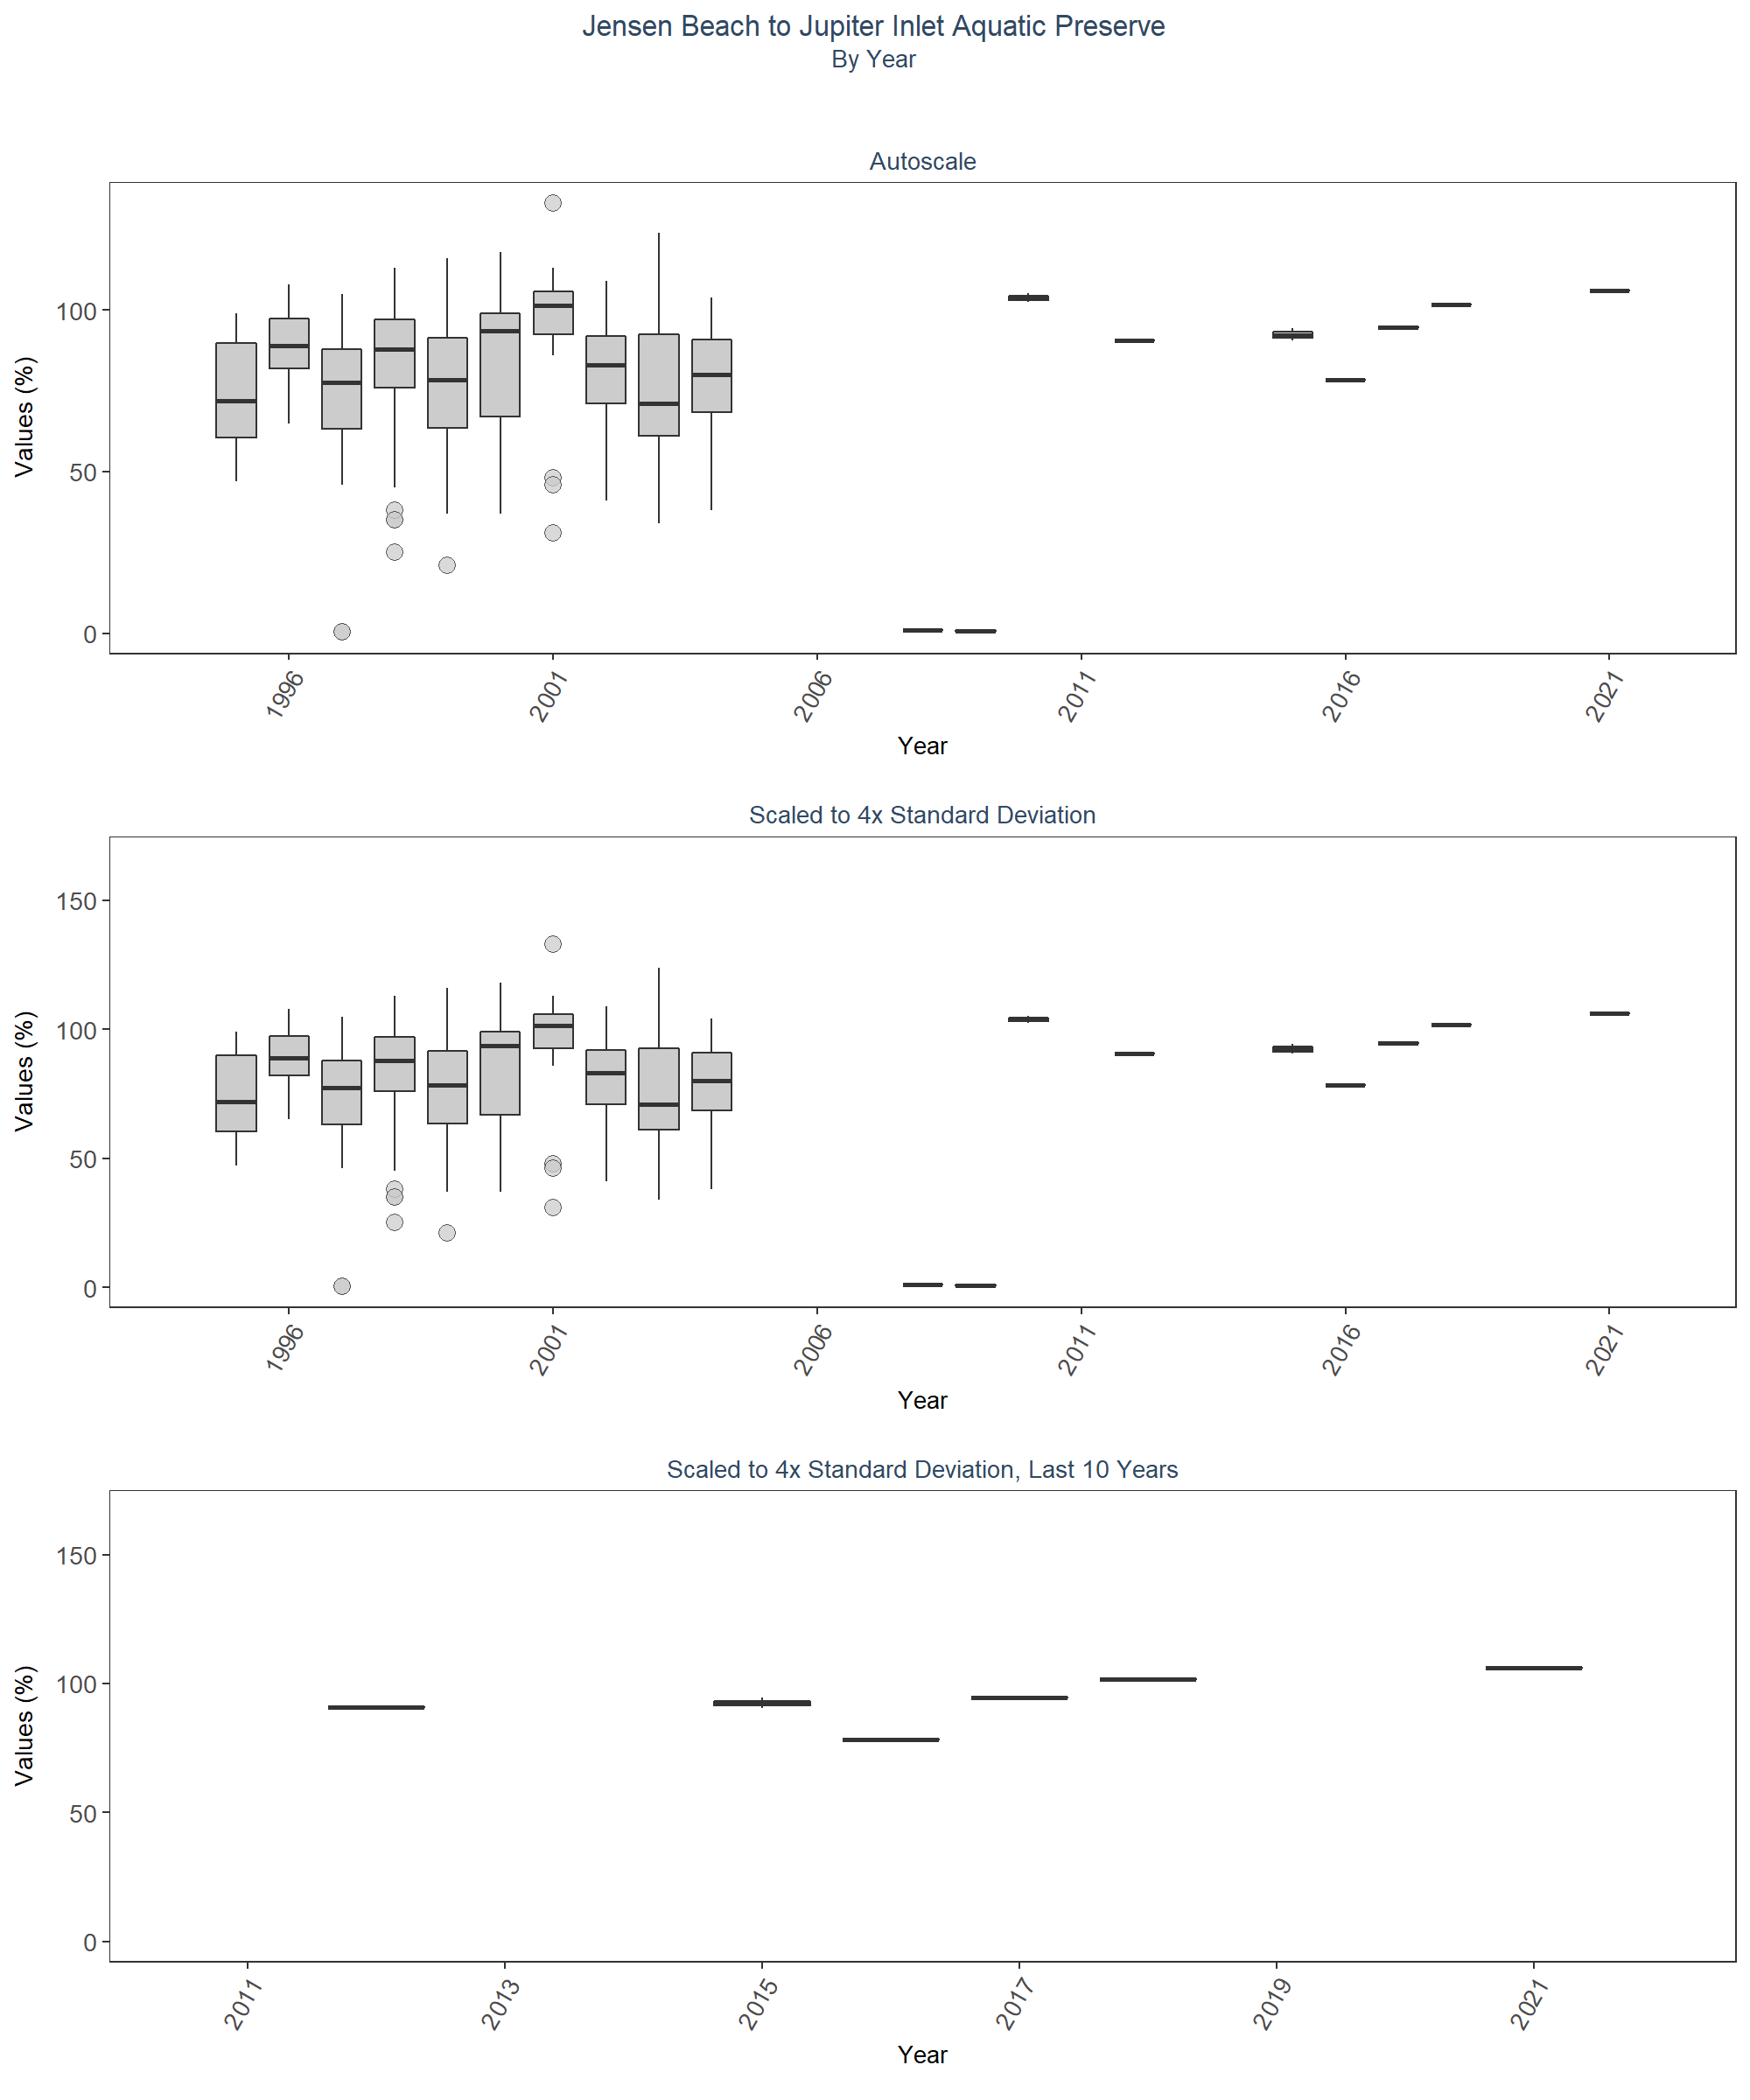 Jensen Beach to Jupiter Inlet Aquatic Preserve
By Year
Autoscale
Values (%)
100
50
0
1996
2001
2006
2011
2016
2021
Year
Scaled to 4x Standard Deviation
Values (%)
150
100
50
0
1996
2001
2006
2011
2016
2021
Year
Scaled to 4x Standard Deviation, Last 10 Years
Values (%)
150
100
50
0
2011
2013
2015
2017
2019
2021
Year